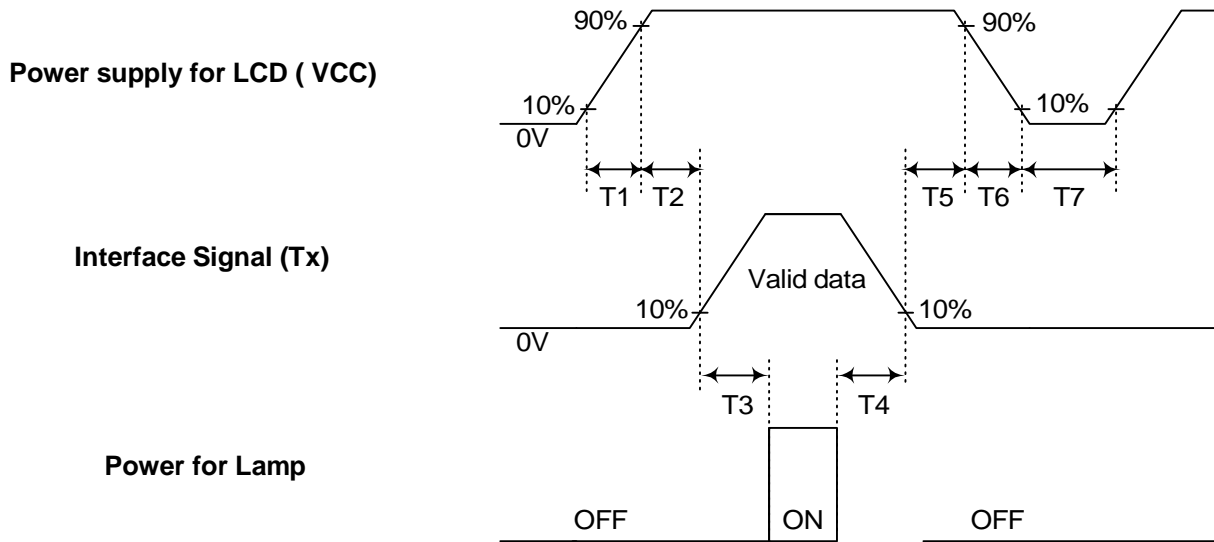 90%
90%
Power supply for LCD ( VCC)
10%
10%
0V
T1
T2
T5
T6
T7
Interface Signal (Tx)
Valid data
10%
10%
0V
T3
T4
Power for Lamp
OFF
ON
OFF